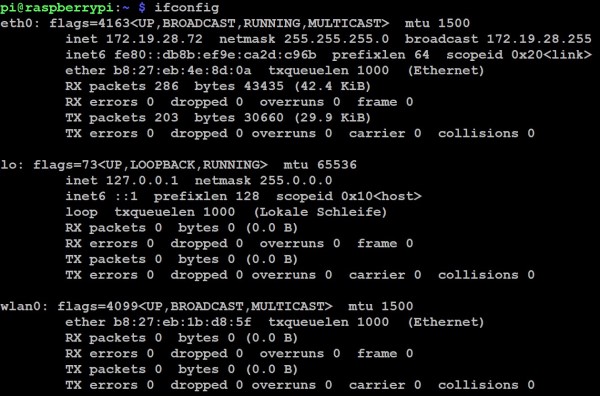 pi@raspberrypi:~ $ ifconfig
eth0: flags=4163<UP,BROADCAST,RUNNING,MULTICAST>  mtu 1500
        inet 172.19.28.72  netmask 255.255.255.0  broadcast 172.19.28.255
        inet6 fe80::db8b:ef9e:ca2d:c96b  prefixlen 64  scopeid 0x20<link>
        ether b8:27:eb:4e:8d:0a  txqueuelen 1000  (Ethernet)
        RX packets 286  bytes 43435 (42.4 KiB)
        RX errors 0  dropped 0  overruns 0  frame 0
        TX packets 203  bytes 30660 (29.9 KiB)
        TX errors 0  dropped 0 overruns 0  carrier 0  collisions 0
lo: flags=73<UP,LOOPBACK,RUNNING>  mtu 65536
        inet 127.0.0.1  netmask 255.0.0.0
        inet6 ::1  prefixlen 128  scopeid 0x10<host>
        loop  txqueuelen 1000  (Lokale Schleife)
        RX packets 0  bytes 0 (0.0 B)
        RX errors 0  dropped 0  overruns 0  frame 0
        TX packets 0  bytes 0 (0.0 B)
        TX errors 0  dropped 0 overruns 0  carrier 0  collisions 0
wlan0: flags=4099<UP,BROADCAST,MULTICAST>  mtu 1500
        ether b8:27:eb:1b:d8:5f  txqueuelen 1000  (Ethernet)
        RX packets 0  bytes 0 (0.0 B)
        RX errors 0  dropped 0  overruns 0  frame 0
        TX packets 0  bytes 0 (0.0 B)
        TX errors 0  dropped 0 overruns 0  carrier 0  collisions 0